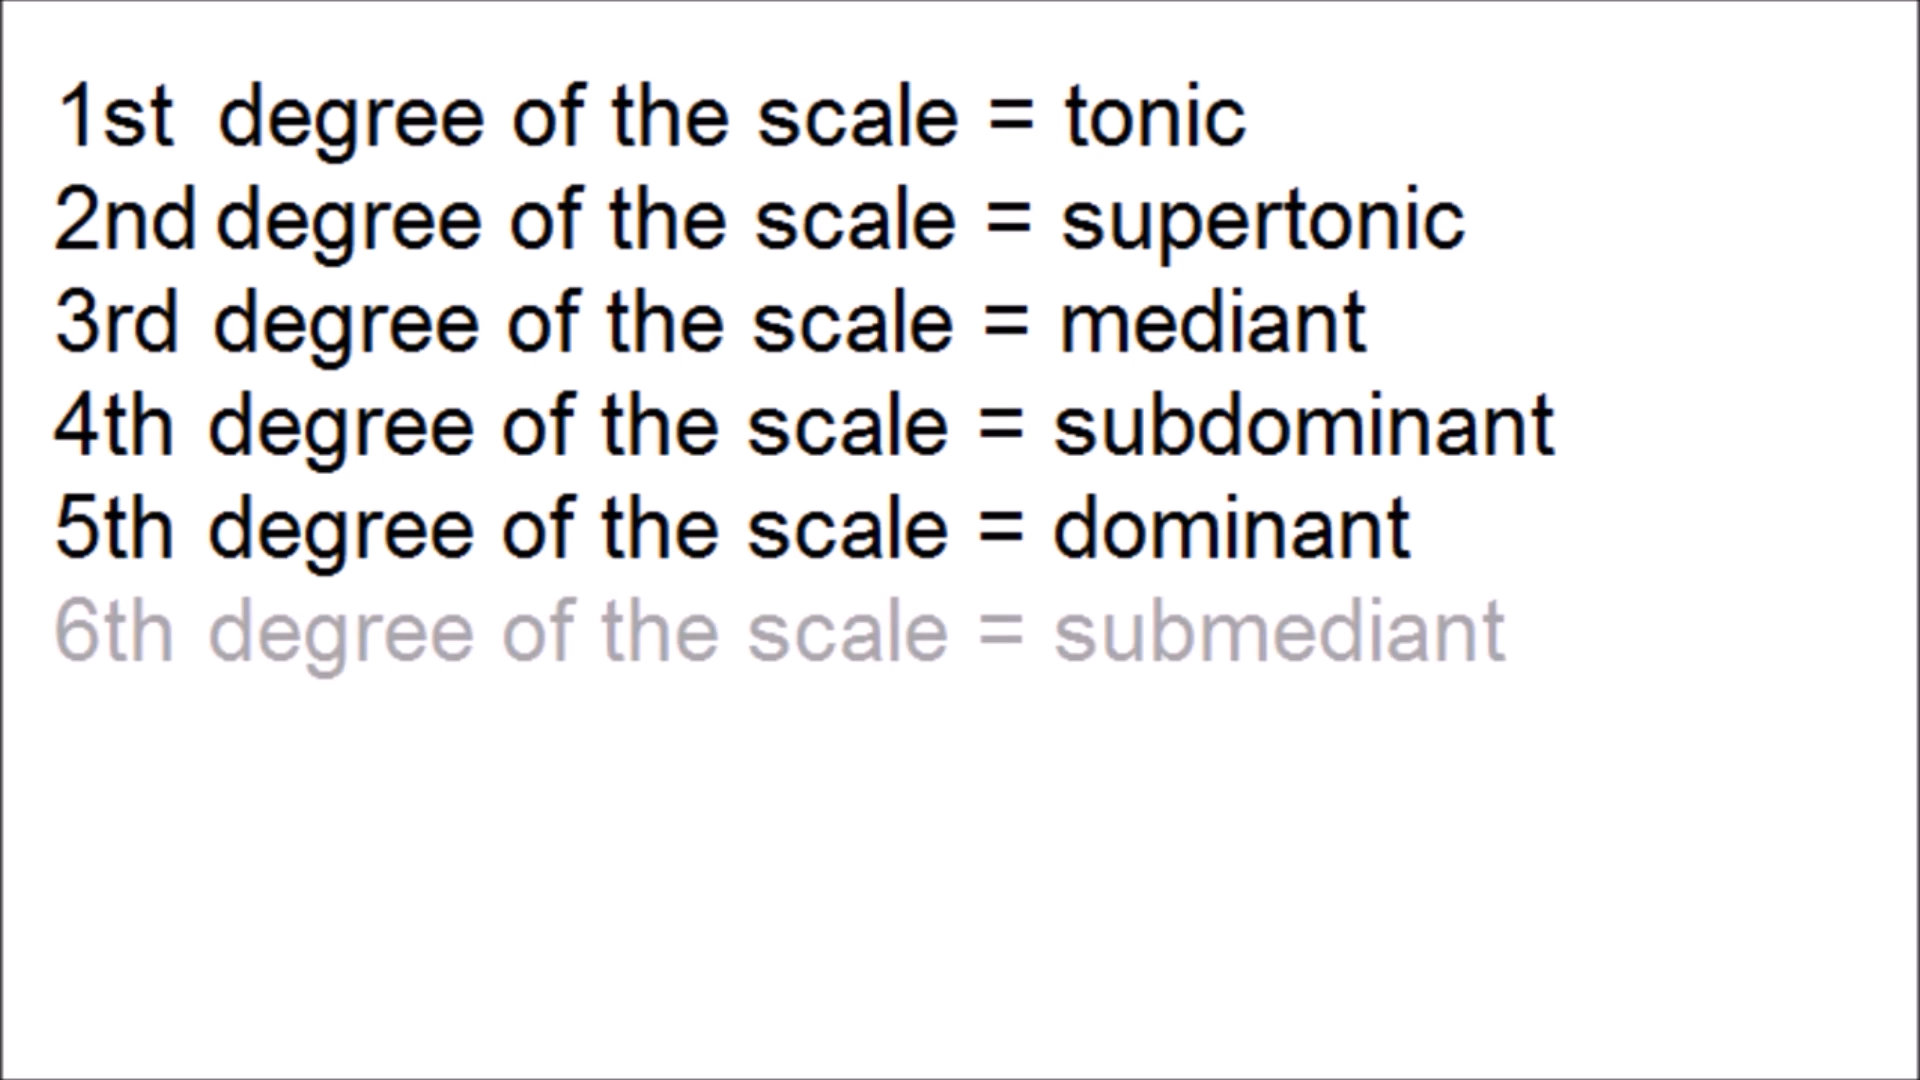 1st degree of the scale = tonic
2nd degree of the scale = supertonic
3rd degree of the scale = mediant
4th degree of the scale = subdominant
5th degree of the scale = dominant
6th degree of the scale = submediant